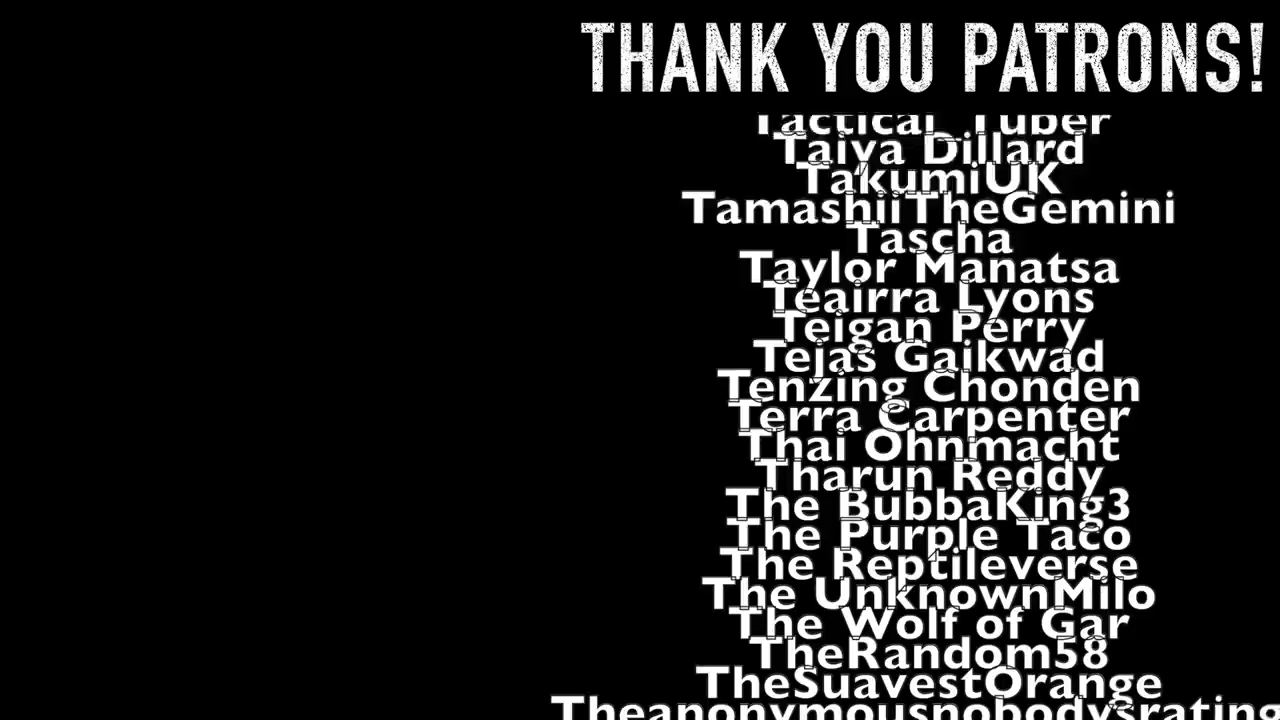 THANK YOU PATRONS!
Tactical_Tuber
Taiya Dillard
TakumiUK
TamashiiTheGemini
Tascha
Taylor Manatsa
Teairra Lyons
Teigan Perry
Tejas Gaikwad
Tenzing Chonden
Terra Carpenter
Thai Ohnmacht
Tharun Reddy
The BubbaKing3
The Purple Taco
The Reptileverse
The UnknownMilo
The Wolf of Gar
TheRandom58
TheSuavestOrange
Theanonymousnobodysrating